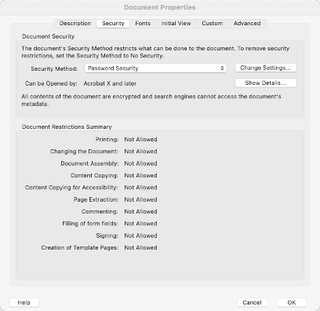 Document Properties
Description Security Fonts Initial View Custom Advanced
Document Security
The document's Security Method restricts what can be done to the document. To remove security
restrictions, set the Security Method to No Security.
Security Method: Password Security Change Settings...
Can be Opened by: Acrobat X and later Show Details...
All contents of the document are encrypted and search engines cannot access the document's
metadata.
Document Restrictions Summary
Printing: Not Allowed
Changing the Document: Not Allowed
Document Assembly: Not Allowed
Content Copying: Not Allowed
Content Copying for Accessibility: Not Allowed
Page Extraction: Not Allowed
Commenting: Not Allowed
Filling of form fields: Not Allowed
Signing: Not Allowed
Creation of Template Pages: Not Allowed
Help Cancel OK